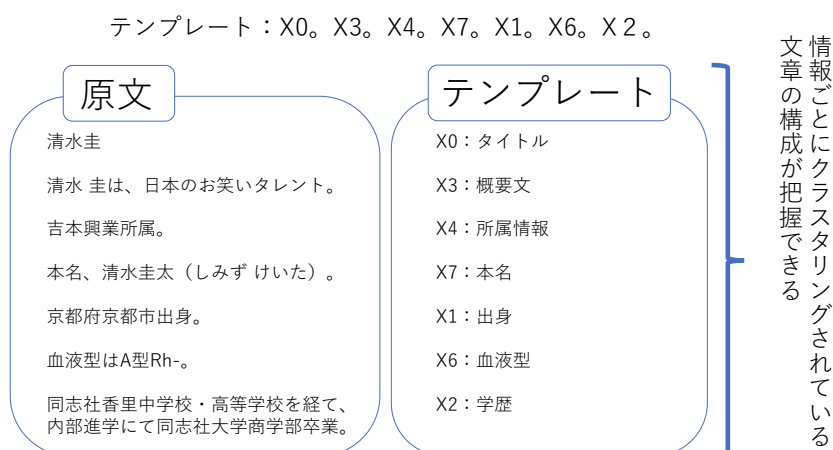 テンプレート：X0。X3。X4。X7。X1。X6。X２。
原文
清水圭
清水 圭は、日本のお笑いタレント。
吉本興業所属。
本名、清水圭太（しみず けいた）。
京都府京都市出身。
血液型はA型Rh-。
同志社香里中学校・高等学校を経て、
内部進学にて同志社大学商学部卒業。
テンプレート
X0：タイトル
X3：概要文
X4：所属情報
X7：本名
X1：出身
X6：血液型
X2：学歴
情報ごとにクラスタリングされている
文章の構成が把握できる